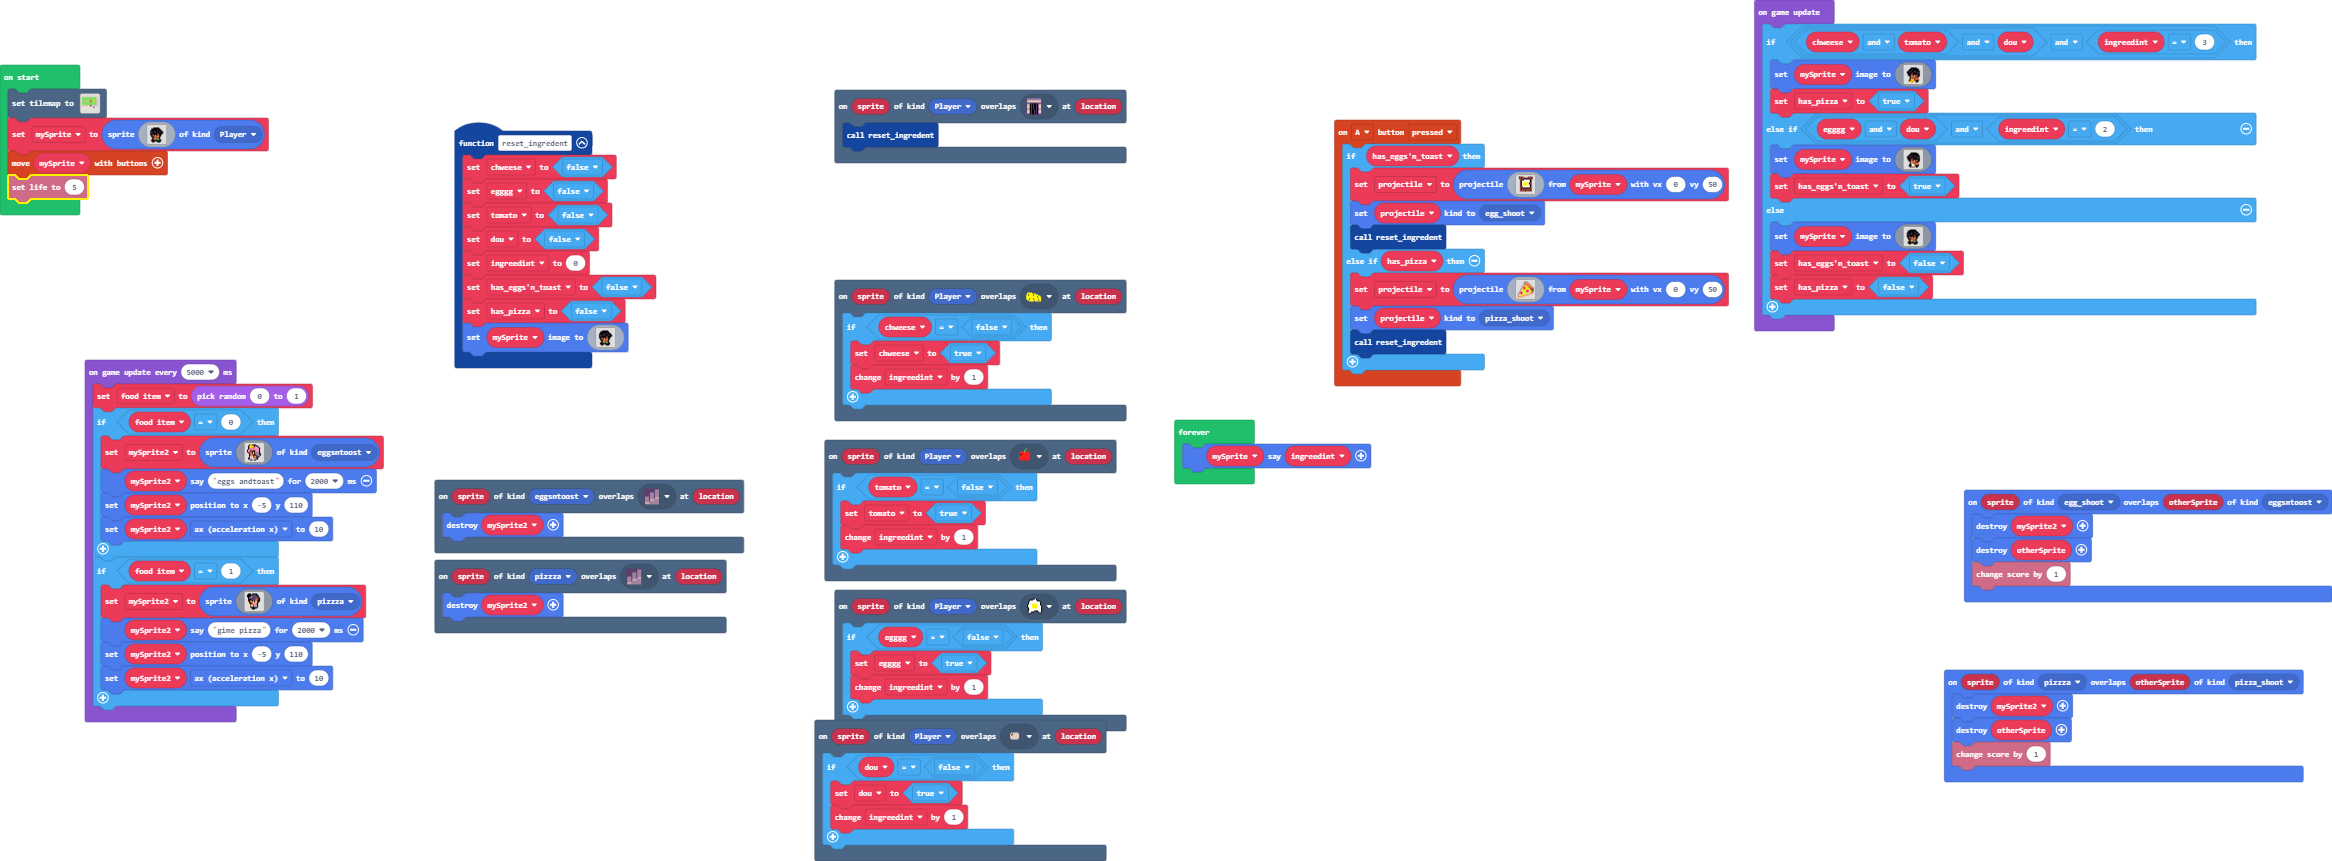 on start
set tilemap to
set mySprite to sprite of kind Player
move mySprite with buttons
set life to 5
on game update every 5000 ms
set food item to pick random 0 to 1
if food item = 0 then
set mySprite2 to sprite of kind eggsntoost
mySprite2 say "eggs andtoast" for 2000 ms
set mySprite2 position to x -5 y 110
set mySprite2 ax (acceleration x) to 10
if food item = 1 then
set mySprite2 to sprite of kind pizzza
mySprite2 say "gime pizza" for 2000 ms
set mySprite2 position to x -5 y 110
set mySprite2 ax (acceleration x) to 10
function reset_ingredent
set chweese to false
set egggg to false
set tomato to false
set dou to false
set ingreedint to 0
set has_eggs'n_toast to false
set has_pizza to false
set mySprite image to
on sprite of kind eggsntoost overlaps at location
destroy mySprite2
on sprite of kind pizzza overlaps at location
destroy mySprite2
on sprite of kind Player overlaps at location
call reset_ingredent
on sprite of kind Player overlaps at location
if chweese = false then
set chweese to true
change ingreedint by 1
on sprite of kind Player overlaps at location
if tomato = false then
set tomato to true
change ingreedint by 1
on sprite of kind Player overlaps at location
if egggg = false then
set egggg to true
change ingreedint by 1
on sprite of kind Player overlaps at location
if dou = false then
set dou to true
change ingreedint by 1
on A button pressed
if has_eggs'n_toast then
set projectile to projectile from mySprite with vx 0 vy 50
set projectile kind to egg_shoot
call reset_ingredent
else if has_pizza then
set projectile to projectile from mySprite with vx 0 vy 50
set projectile kind to pizza_shoot
call reset_ingredent
forever
mySprite say ingreedint
on game update
if chweese and tomato and dou and ingreedint = 3 then
set mySprite image to
set has_pizza to true
else if egggg and dou and ingreedint = 2 then
set mySprite image to
set has_eggs'n_toast to true
else
set mySprite image to
set has_eggs'n_toast to false
set has_pizza to false
on sprite of kind egg_shoot overlaps otherSprite of kind eggsntoost
destroy mySprite2
destroy otherSprite
change score by 1
on sprite of kind pizzza overlaps otherSprite of kind pizza_shoot
destroy mySprite2
destroy otherSprite
change score by 1